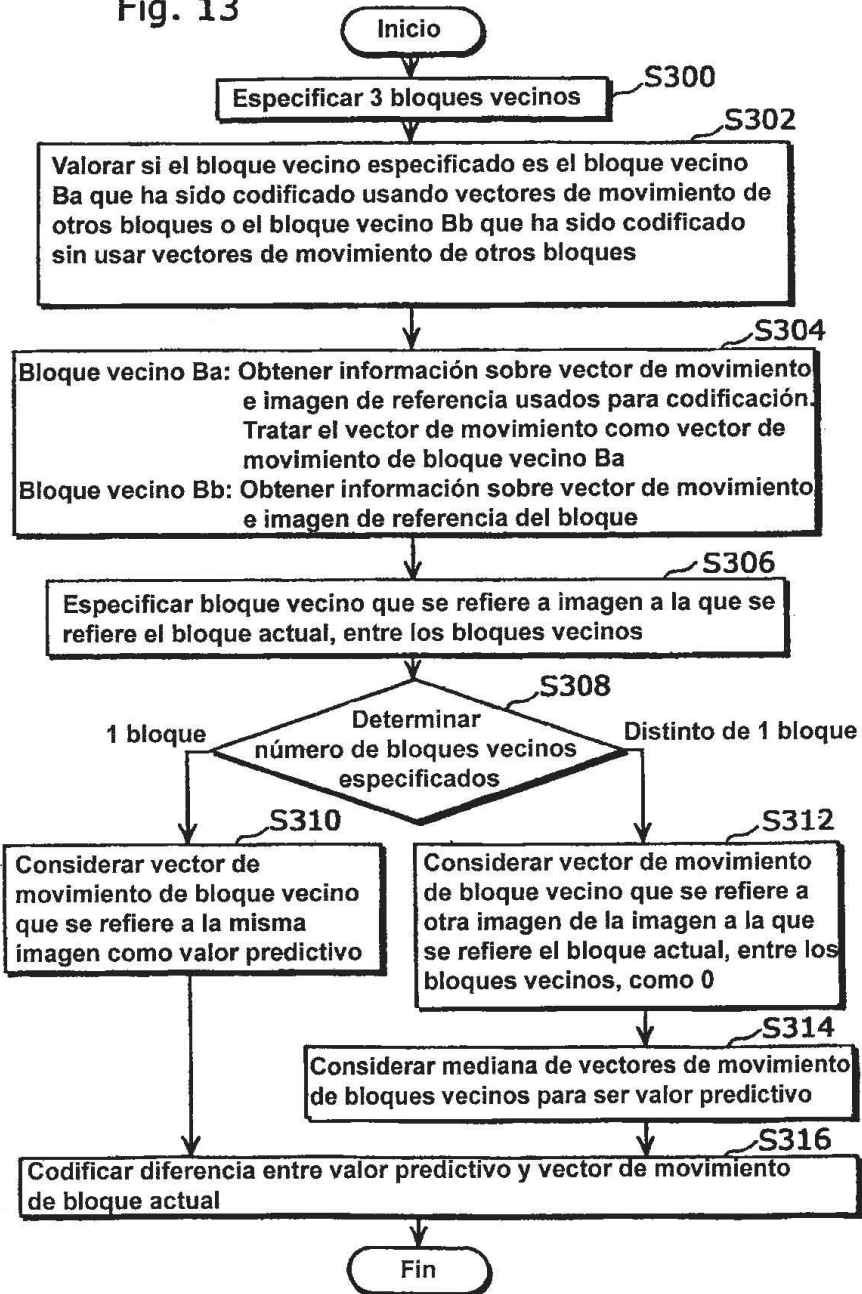 Fig. 13
Inicio
S300
Especificar 3 bloques vecinos
S302
Valorar si el bloque vecino especificado es el bloque vecino
Ba que ha sido codificado usando vectores de movimiento de
otros bloques o el bloque vecino Bb que ha sido codificado
sin usar vectores de movimiento de otros bloques
S304
Bloque vecino Ba: Obtener información sobre vector de movimiento
e imagen de referencia usados para codificación.
Tratar el vector de movimiento como vector de
movimiento de bloque vecino Ba
Bloque vecino Bb: Obtener información sobre vector de movimiento
e imagen de referencia del bloque
S306
Especificar bloque vecino que se refiere a imagen a la que se
refiere el bloque actual, entre los bloques vecinos
S308
Determinar
número de bloques vecinos
especificados
1 bloque
Distinto de 1 bloque
S310
Considerar vector de
movimiento de bloque vecino
que se refiere a la misma
imagen como valor predictivo
S312
Considerar vector de movimiento
de bloque vecino que se refiere a
otra imagen de la imagen a la que
se refiere el bloque actual, entre los
bloques vecinos, como 0
S314
Considerar mediana de vectores de movimiento
de bloques vecinos para ser valor predictivo
S316
Codificar diferencia entre valor predictivo y vector de movimiento
de bloque actual
Fin